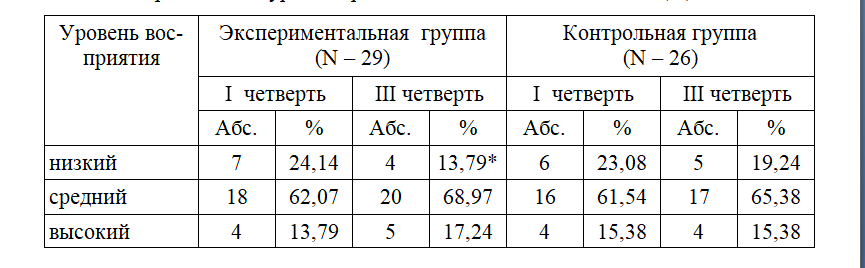 Уровень вос-
приятия
Экспериментальная группа
(N – 29)
Контрольная группа
(N – 26)
I четверть III четверть I четверть III четверть
Абс. % Абс. % Абс. % Абс. %
низкий 7 24,14 4 13,79* 6 23,08 5 19,24
средний 18 62,07 20 68,97 16 61,54 17 65,38
высокий 4 13,79 5 17,24 4 15,38 4 15,38